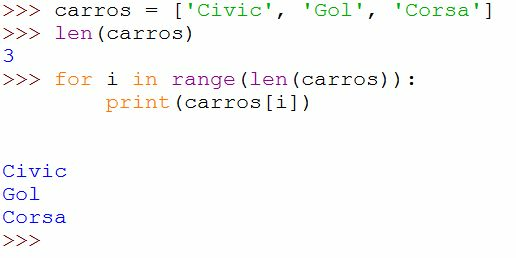 >>> carros = ['Civic', 'Gol', 'Corsa']
>>> len(carros)
3
>>> for i in range(len(carros)):
        print(carros[i])
Civic
Gol
Corsa
>>>